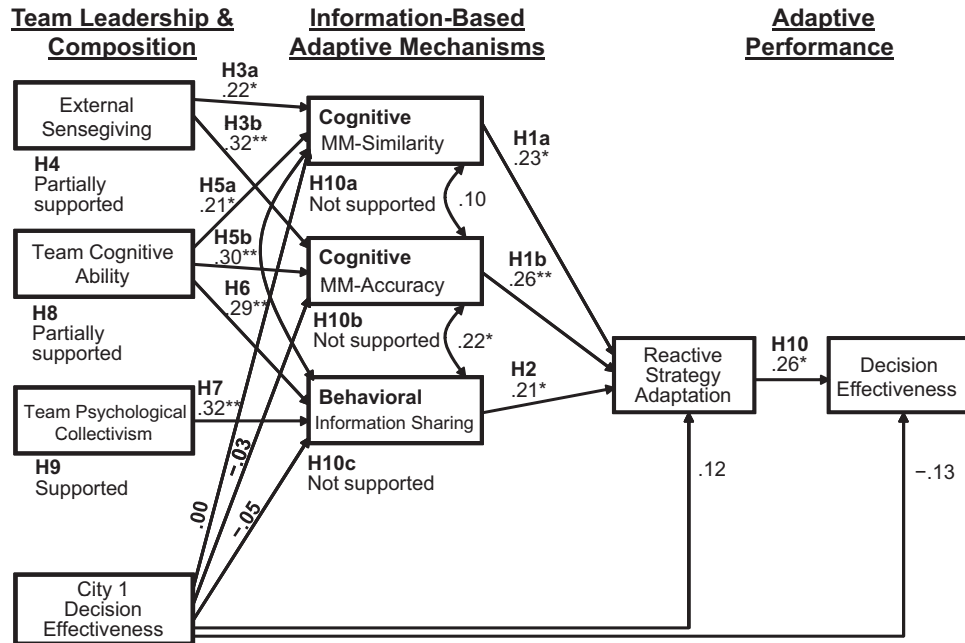 Team Leadership &
Composition
Information-Based
Adaptive Mechanisms
Adaptive
Performance
External
Sensegiving
H3a
.22*
H3b
.32**
H4
Partially
supported
H5a
.21*
Team Cognitive
Ability
H5b
.30**
H6
.29**
H8
Partially
supported
Team Psychological
Collectivism
H7
.32**
H9
Supported
City 1
Decision
Effectiveness
.00
−.03
−.05
Cognitive
MM-Similarity
H10a
Not supported
.10
Cognitive
MM-Accuracy
H10b
Not supported
.22*
Behavioral
Information Sharing
H10c
Not supported
H1a
.23*
H1b
.26**
H2
.21*
Reactive
Strategy
Adaptation
H10
.26*
Decision
Effectiveness
.12
−.13